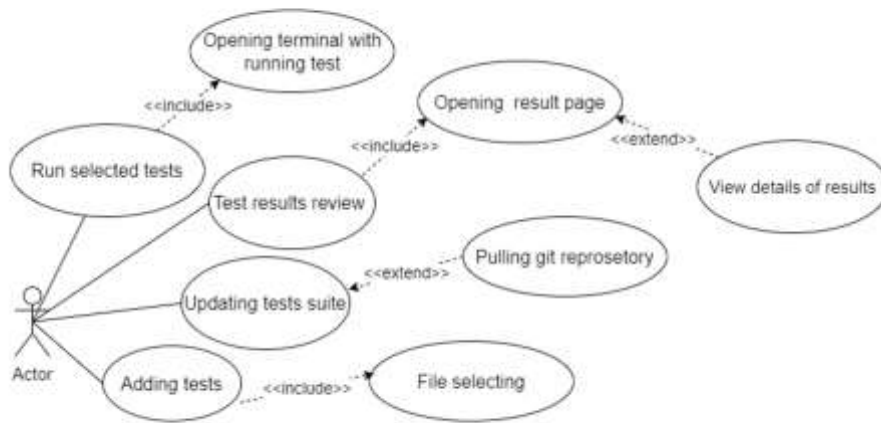 Opening terminal with
running test
<<include>>
Opening result page
<<include>>
<<extend>>
Run selected tests
Test results review
View details of results
Pulling git reprosetory
<<extend>>
Updating tests suite
Actor
Adding tests
<<include>>
File selecting